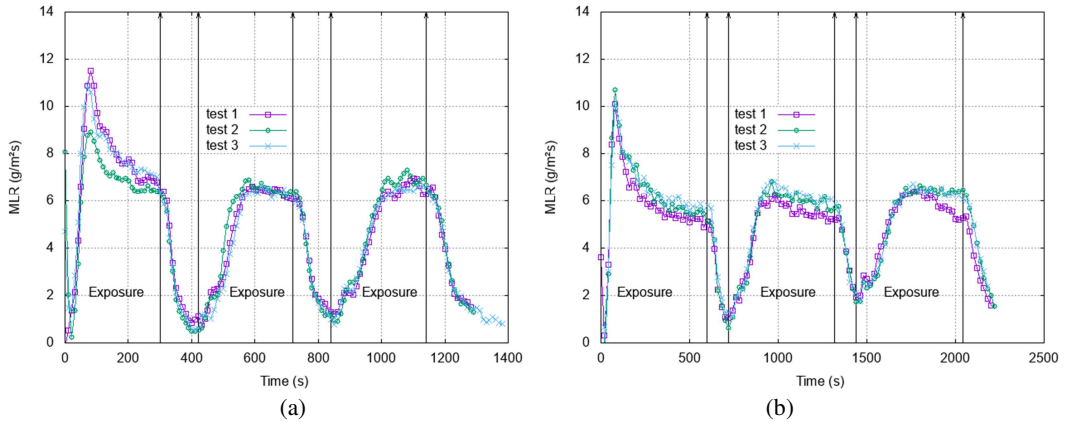 14
12
10
8
6
4
2
0
MLR (g/m²s)
test 1
test 2
test 3
Exposure Exposure Exposure
0 200 400 600 800 1000 1200 1400
Time (s)
(a)
14
12
10
8
6
4
2
0
MLR (g/m²s)
test 1
test 2
test 3
Exposure Exposure Exposure
0 500 1000 1500 2000 2500
Time (s)
(b)